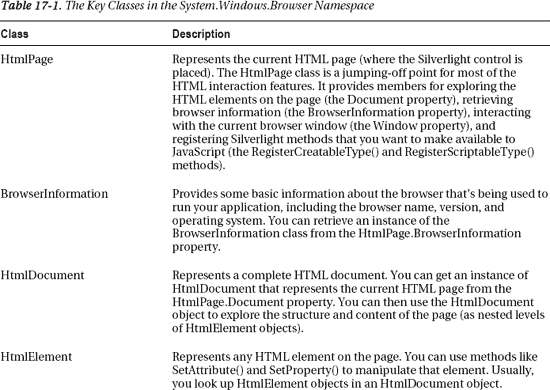 Table 17-1. The Key Classes in the System.Windows.Browser Namespace
Class Description
HtmlPage Represents the current HTML page (where the Silverlight control is
placed). The HtmlPage class is a jumping-off point for most of the
HTML interaction features. It provides members for exploring the
HTML elements on the page (the Document property), retrieving
browser information (the BrowserInformation property), interacting
with the current browser window (the Window property), and
registering Silverlight methods that you want to make available to
JavaScript (the RegisterCreatableType() and RegisterScriptableType()
methods).
BrowserInformation Provides some basic information about the browser that's being used to
run your application, including the browser name, version, and
operating system. You can retrieve an instance of the
BrowserInformation class from the HtmlPage.BrowserInformation
property.
HtmlDocument Represents a complete HTML document. You can get an instance of
HtmlDocument that represents the current HTML page from the
HtmlPage.Document property. You can then use the HtmlDocument
object to explore the structure and content of the page (as nested levels
of HtmlElement objects).
HtmlElement Represents any HTML element on the page. You can use methods like
SetAttribute() and SetProperty() to manipulate that element. Usually,
you look up HtmlElement objects in an HtmlDocument object.